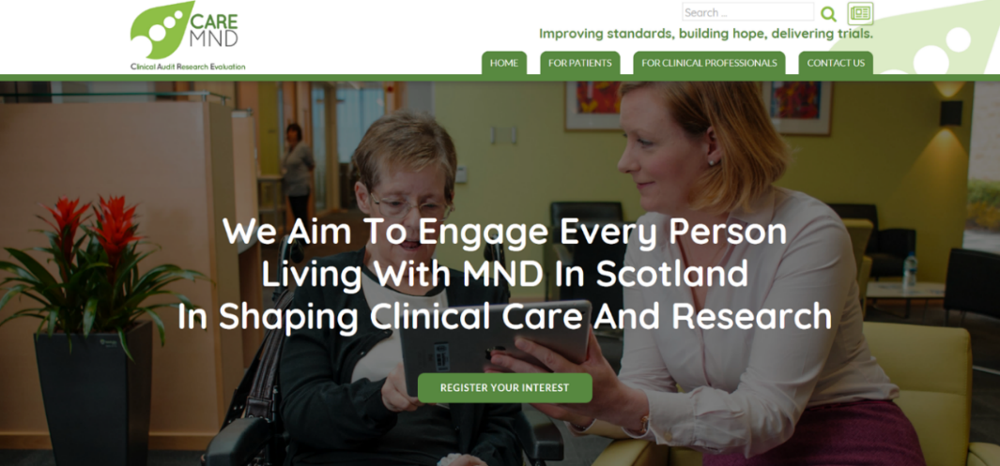 CARE
MND
Clinical Audit Research Evaluation
Search ...
Improving standards, building hope, delivering trials.
HOME
FOR PATIENTS
FOR CLINICAL PROFESSIONALS
CONTACT US
We Aim To Engage Every Person
Living With MND In Scotland
In Shaping Clinical Care And Research
REGISTER YOUR INTEREST